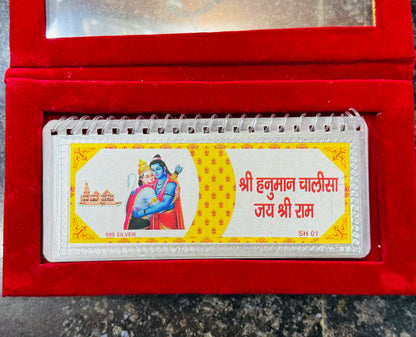 श्री हनुमान चालीसा
जय श्री राम
999 SILVER
SH 01